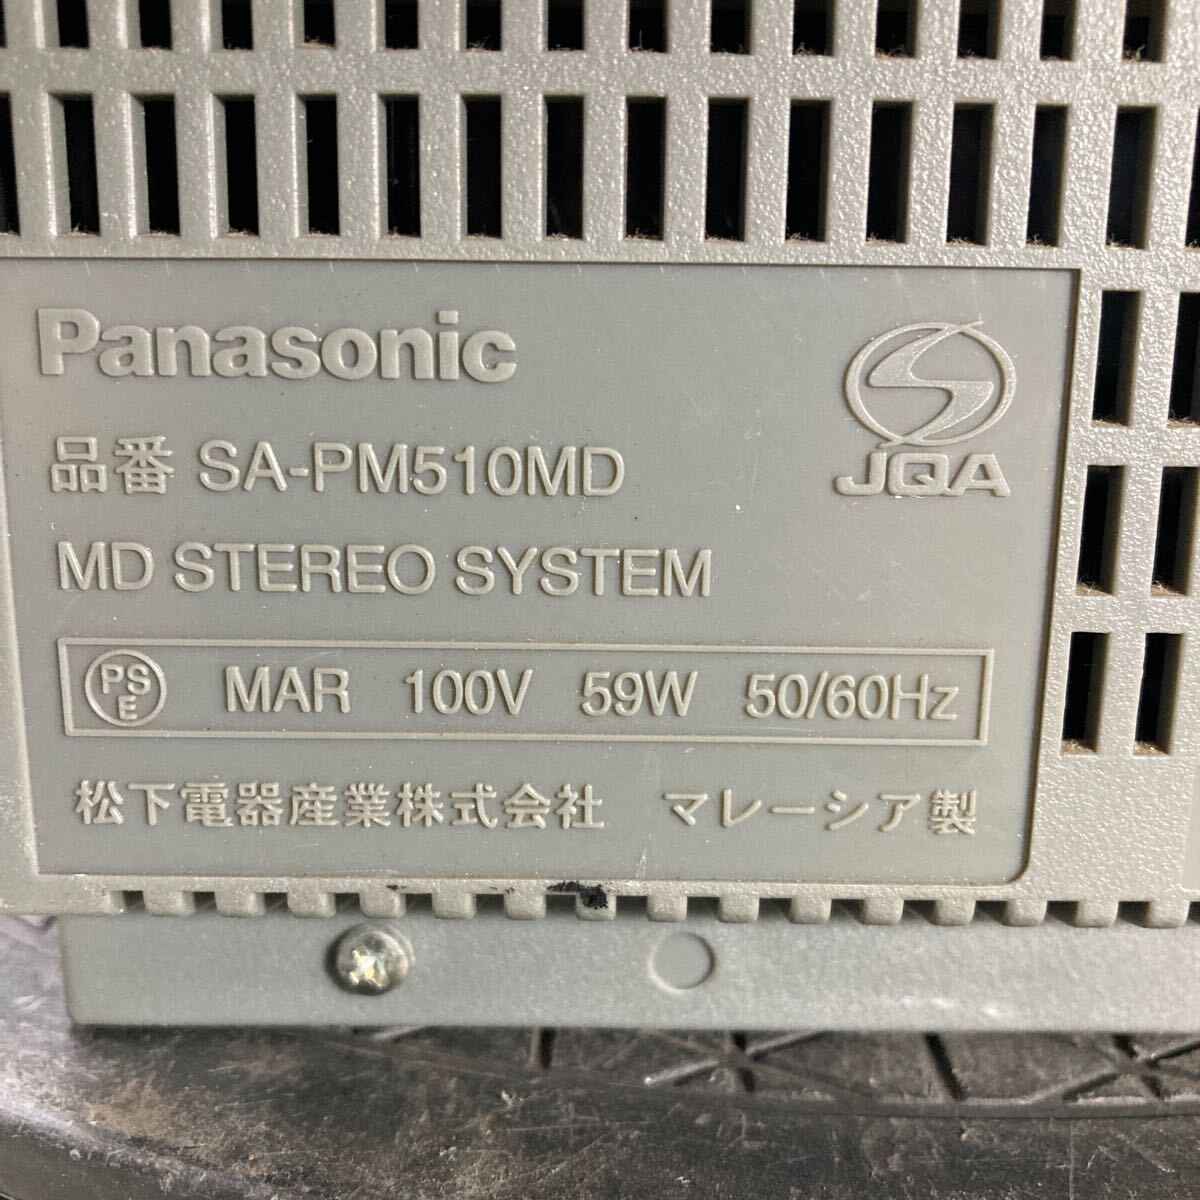 Panasonic
JQA
品番 SA-PM510MD
MD STEREO SYSTEM
PSE MAR 100V 59W 50/60Hz
松下電器産業株式会社 マレーシア製